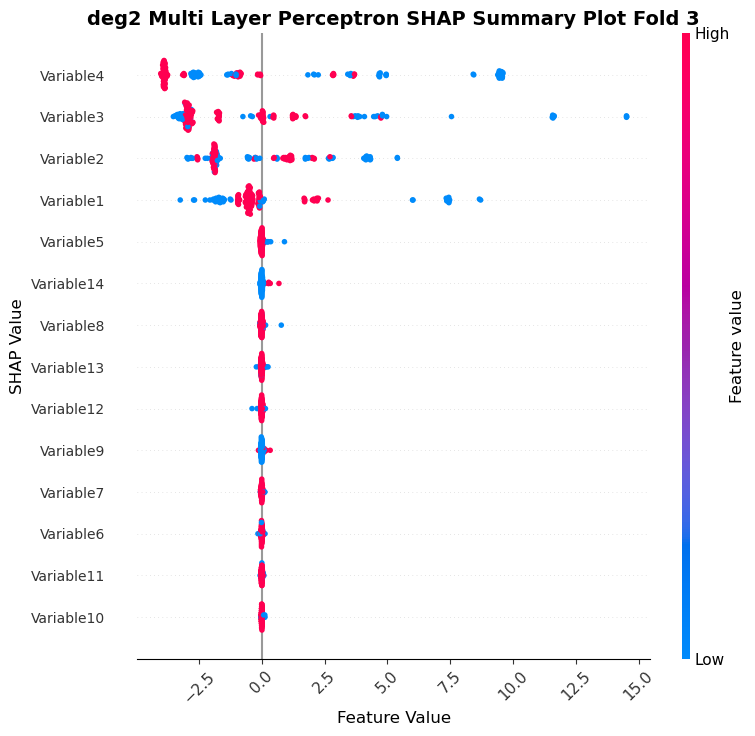 deg2 Multi Layer Perceptron SHAP Summary Plot Fold 3
High
Variable4
Variable3
Variable2
Variable1
Variable5
Variable14
Variable8
Variable13
Variable12
Variable9
Variable7
Variable6
Variable11
Variable10
SHAP Value
Feature value
Low
−2.5
0.0
2.5
5.0
7.5
10.0
12.5
15.0
Feature Value